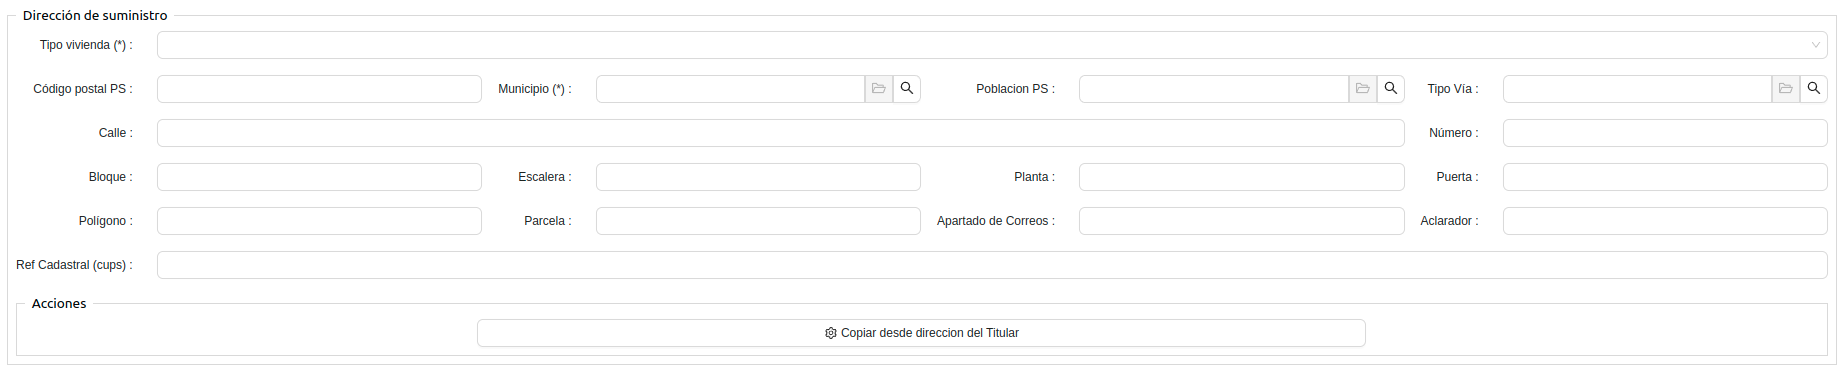 Dirección de suministro
Tipo vivienda (*) :
Código postal PS : Municipio (*) : Poblacion PS : Tipo Vía :
Calle : Número :
Bloque : Escalera : Planta : Puerta :
Polígono : Parcela : Apartado de Correos : Aclarador :
Ref Cadastral (cups) :
Acciones
Copiar desde direccion del Titular